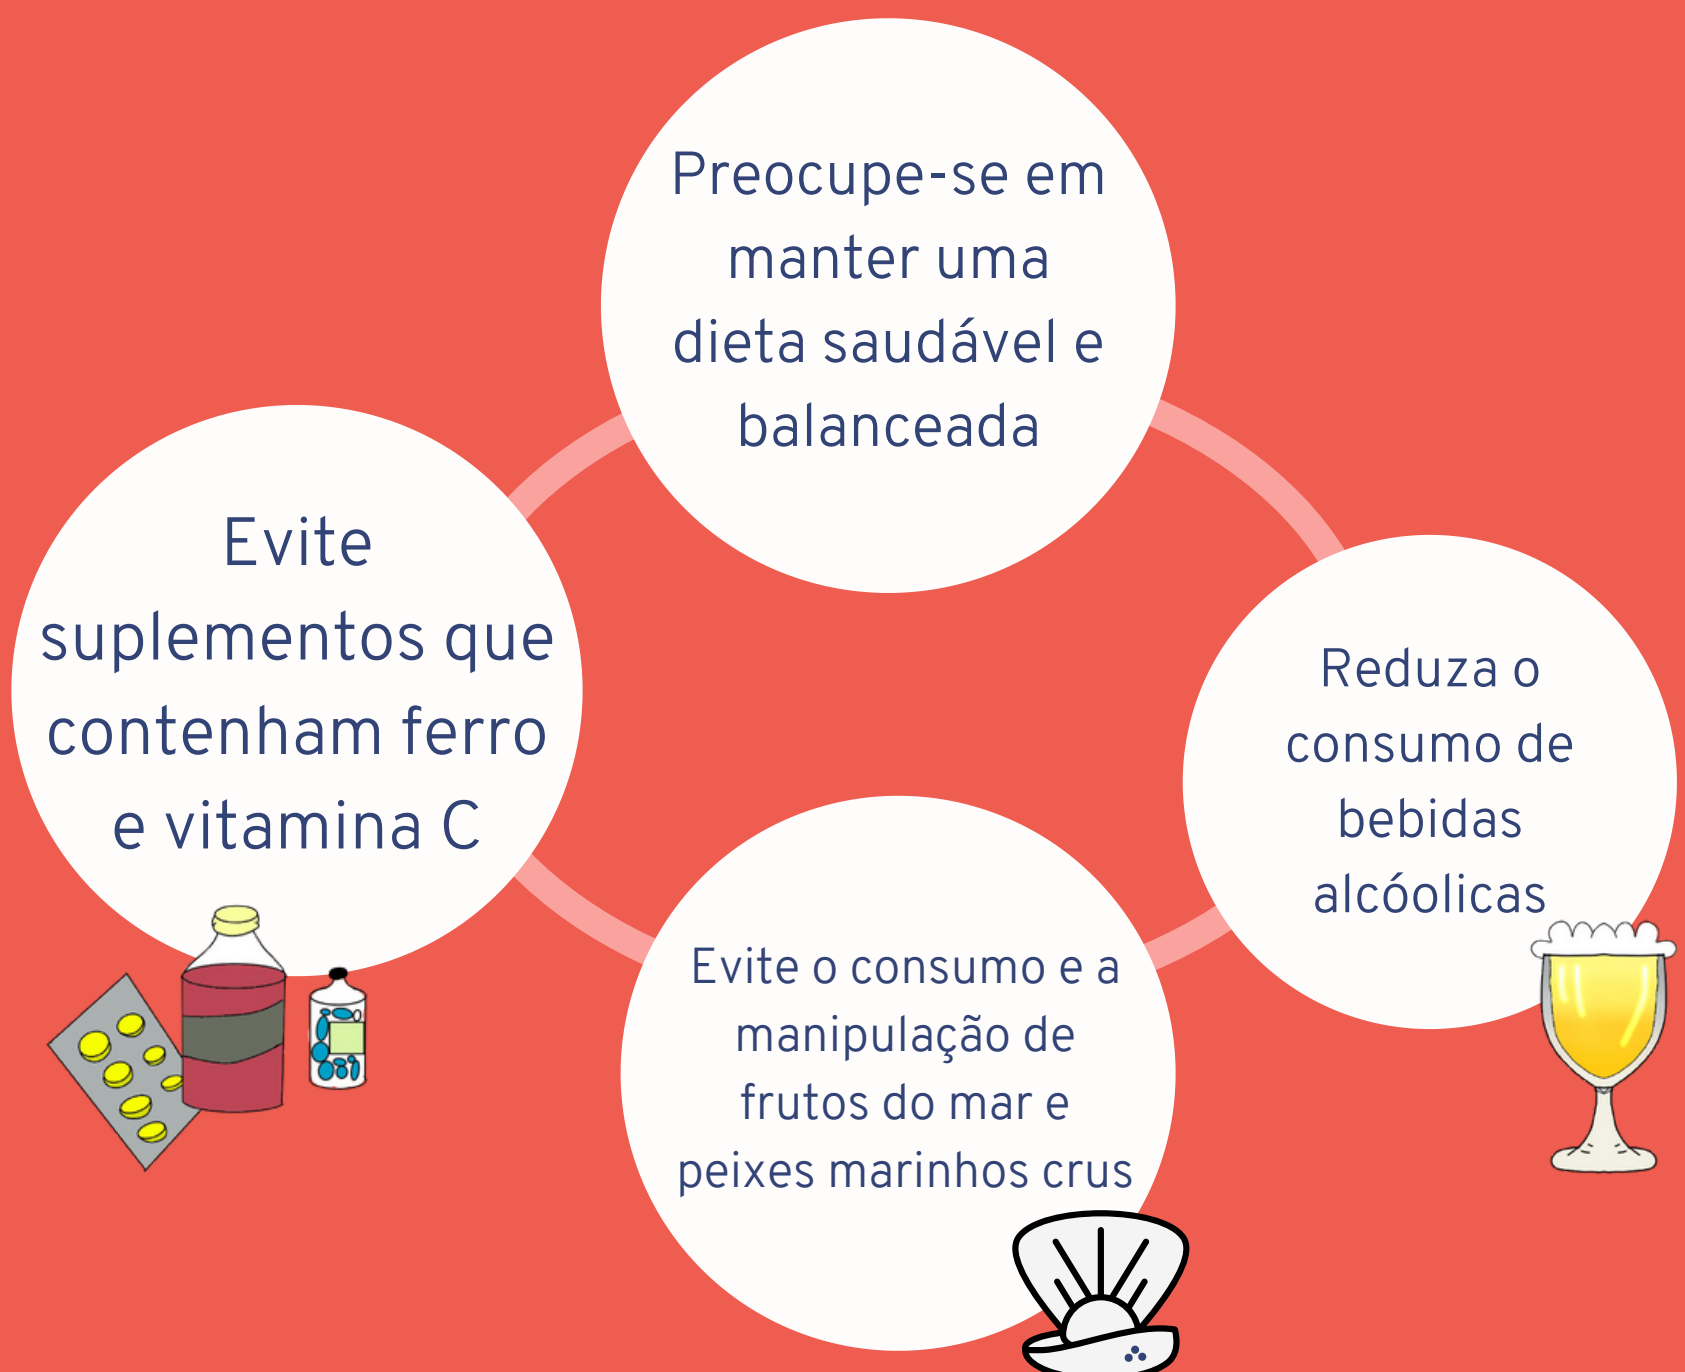 Preocupe-se em
manter uma
dieta saudável e
balanceada
Evite
suplementos que
contenham ferro
e vitamina C
Reduza o
consumo de
bebidas
alcóolicas
Evite o consumo e a
manipulação de
frutos do mar e
peixes marinhos crus